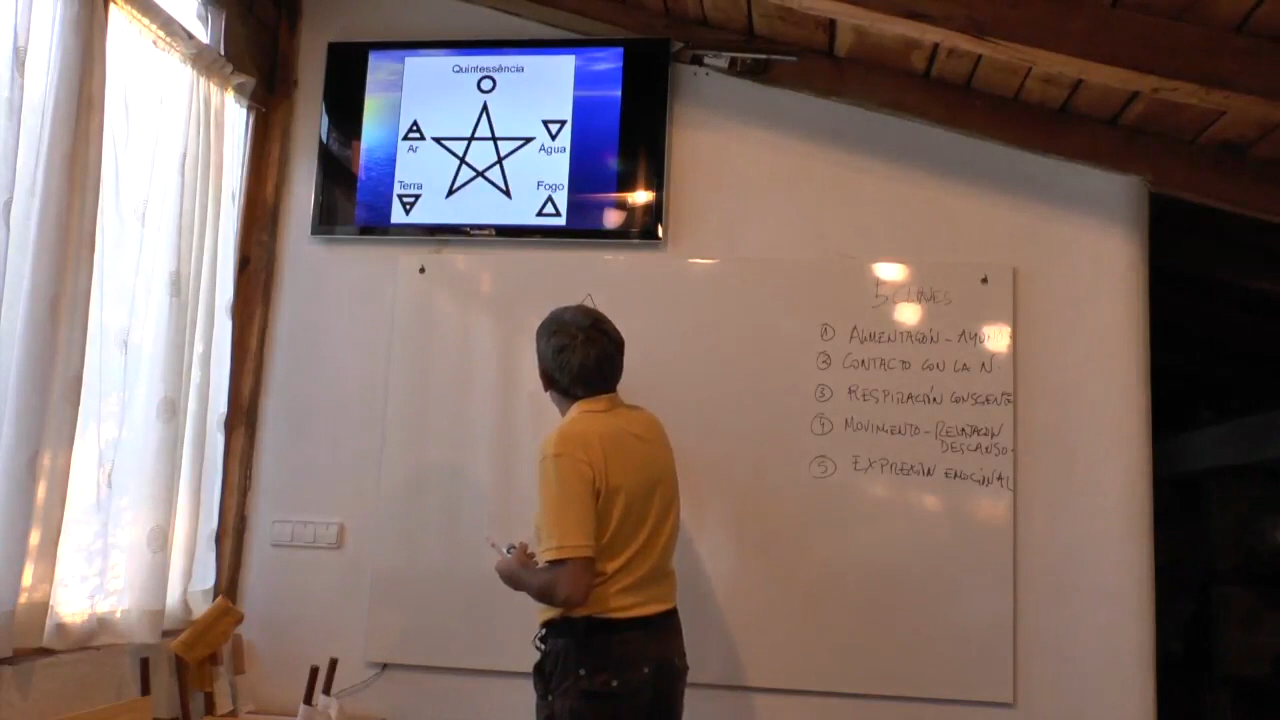 Quintessência
Ar
Água
Terra
Fogo
5 CLAVES
1 ALIMENTACIÓN - AYUNO
2 CONTACTO CON LA N.
3 RESPIRACIÓN CONSCIENTE
4 MOVIMIENTO - RELAJACIÓN
DESCANSO.
5 EXPRESIÓN EMOCIONAL